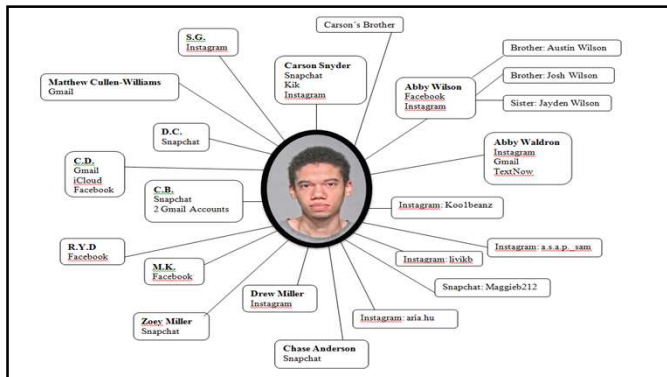 Carson's Brother
S.G.
Instagram
Carson Snyder
Snapchat
Kik
Instagram
Brother: Austin Wilson
Brother: Josh Wilson
Sister: Jayden Wilson
Abby Wilson
Facebook
Instagram
Matthew Cullen-Williams
Gmail
D.C.
Snapchat
Abby Waldron
Instagram
Gmail
TextNow
C.D.
Gmail
iCloud
Facebook
C.B.
Snapchat
2 Gmail Accounts
Instagram: Koo1beanz
R.Y.D
Facebook
Instagram: a.s.a.p._sam
Instagram: livikb
M.K.
Facebook
Snapchat: Maggieb212
Drew Miller
Instagram
Zoey Miller
Snapchat
Instagram: aria.hu
Chase Anderson
Snapchat